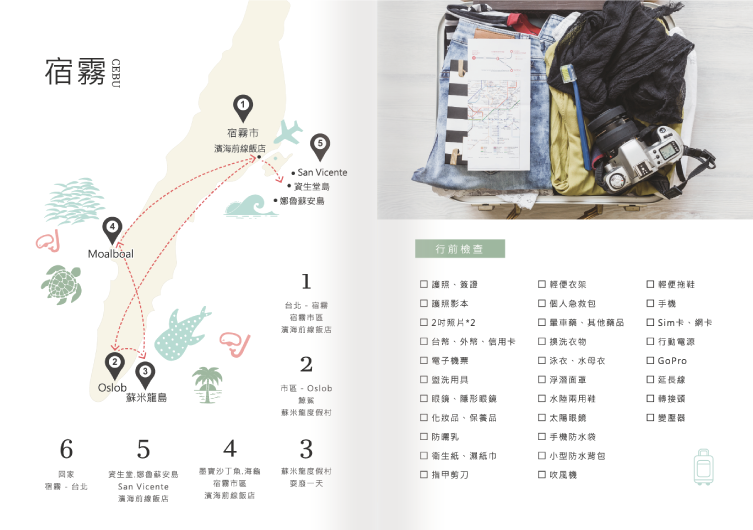 宿霧
CEBU
1
宿霧市
濱海前線飯店
5
San Vicente
資生堂島
娜魯蘇安島
4
Moalboal
2
Oslob
3
蘇米龍島
1
台北 - 宿霧
宿霧市區
濱海前線飯店
2
市區 - Oslob
鯨鯊
蘇米龍度假村
3
蘇米龍度假村
耍廢一天
4
墨寶沙丁魚.海龜
宿霧市區
濱海前線飯店
5
資生堂.娜魯蘇安島
San Vicente
濱海前線飯店
6
回家
宿霧 - 台北
行前檢查
護照、簽證
護照影本
2吋照片*2
台幣、外幣、信用卡
電子機票
盥洗用具
眼鏡、隱形眼鏡
化妝品、保養品
防曬乳
衛生紙、濕紙巾
指甲剪刀
輕便衣架
個人急救包
暈車藥、其他藥品
換洗衣物
泳衣、水母衣
浮潛面罩
水陸兩用鞋
太陽眼鏡
手機防水袋
小型防水背包
吹風機
輕便拖鞋
手機
Sim卡、網卡
行動電源
GoPro
延長線
轉接頭
變壓器